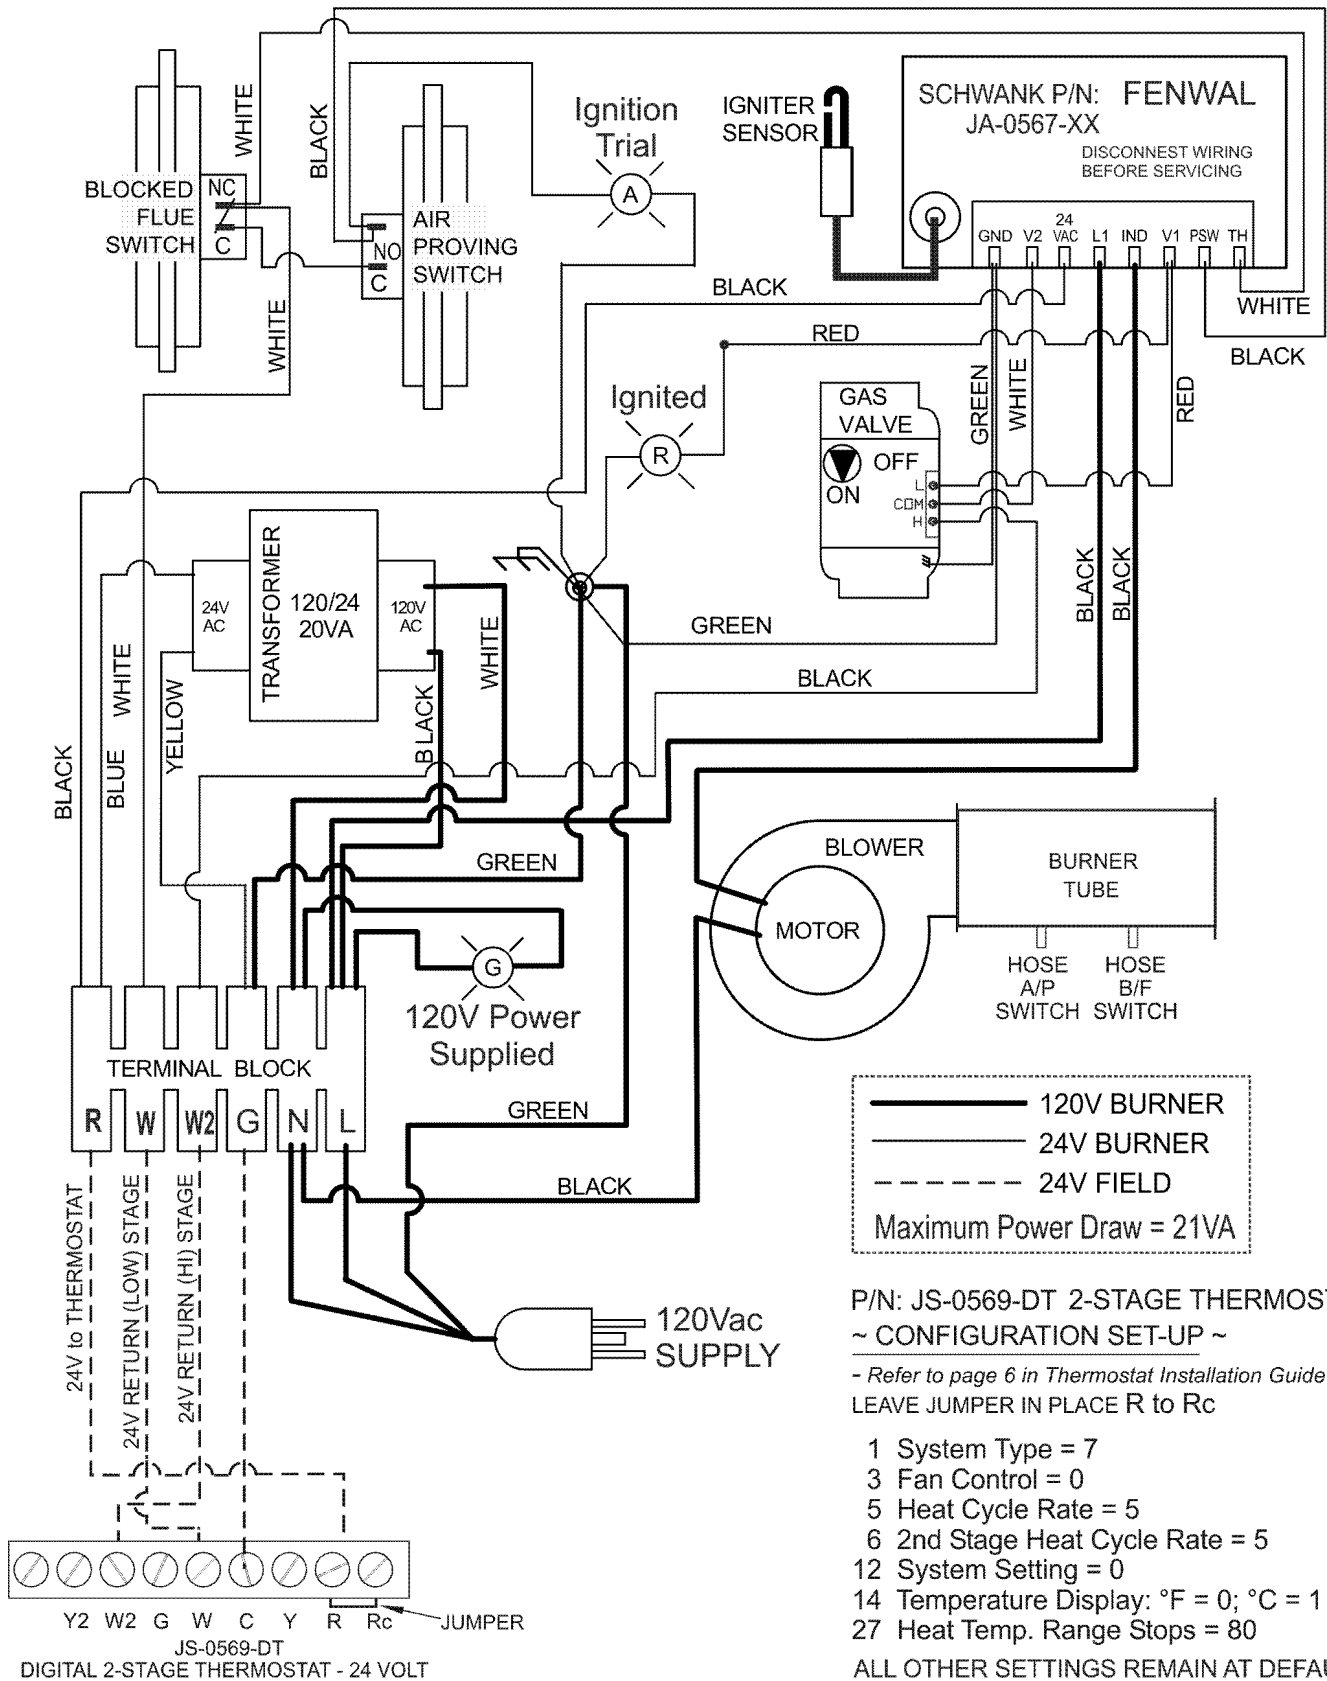 WHITE
BLACK
Ignition
Trial
A
IGNITER
SENSOR
SCHWANK P/N: FENWAL
JA-0567-XX
DISCONNEST WIRING
BEFORE SERVICING
BLOCKED
FLUE
SWITCH
NC
C
AIR
PROVING
SWITCH
NO
C
GND V2 24 VAC L1 IND V1 PSW TH
WHITE
BLACK
BLACK
RED
WHITE
Ignited
R
GAS
VALVE
OFF
ON
L
COM
H
GREEN
WHITE
RED
BLACK
BLACK
TRANSFORMER
24V
AC
120/24
20VA
120V
AC
WHITE
BLACK
GREEN
BLACK
BLACK
BLUE
WHITE
YELLOW
GREEN
BLOWER
MOTOR
BURNER
TUBE
HOSE
A/P
SWITCH
HOSE
B/F
SWITCH
G
120V Power
Supplied
TERMINAL BLOCK
R W W2 G N L
GREEN
BLACK
120V BURNER
24V BURNER
24V FIELD
Maximum Power Draw = 21VA
24V to THERMOSTAT
24V RETURN (LOW) STAGE
24V RETURN (HI) STAGE
120Vac
SUPPLY
P/N: JS-0569-DT 2-STAGE THERMOS
~ CONFIGURATION SET-UP ~
- Refer to page 6 in Thermostat Installation Guide
LEAVE JUMPER IN PLACE R to Rc
1 System Type = 7
3 Fan Control = 0
5 Heat Cycle Rate = 5
6 2nd Stage Heat Cycle Rate = 5
12 System Setting = 0
14 Temperature Display: °F = 0; °C = 1
27 Heat Temp. Range Stops = 80
ALL OTHER SETTINGS REMAIN AT DEFAU
Y2 W2 G W C Y R Rc
JUMPER
JS-0569-DT
DIGITAL 2-STAGE THERMOSTAT - 24 VOLT